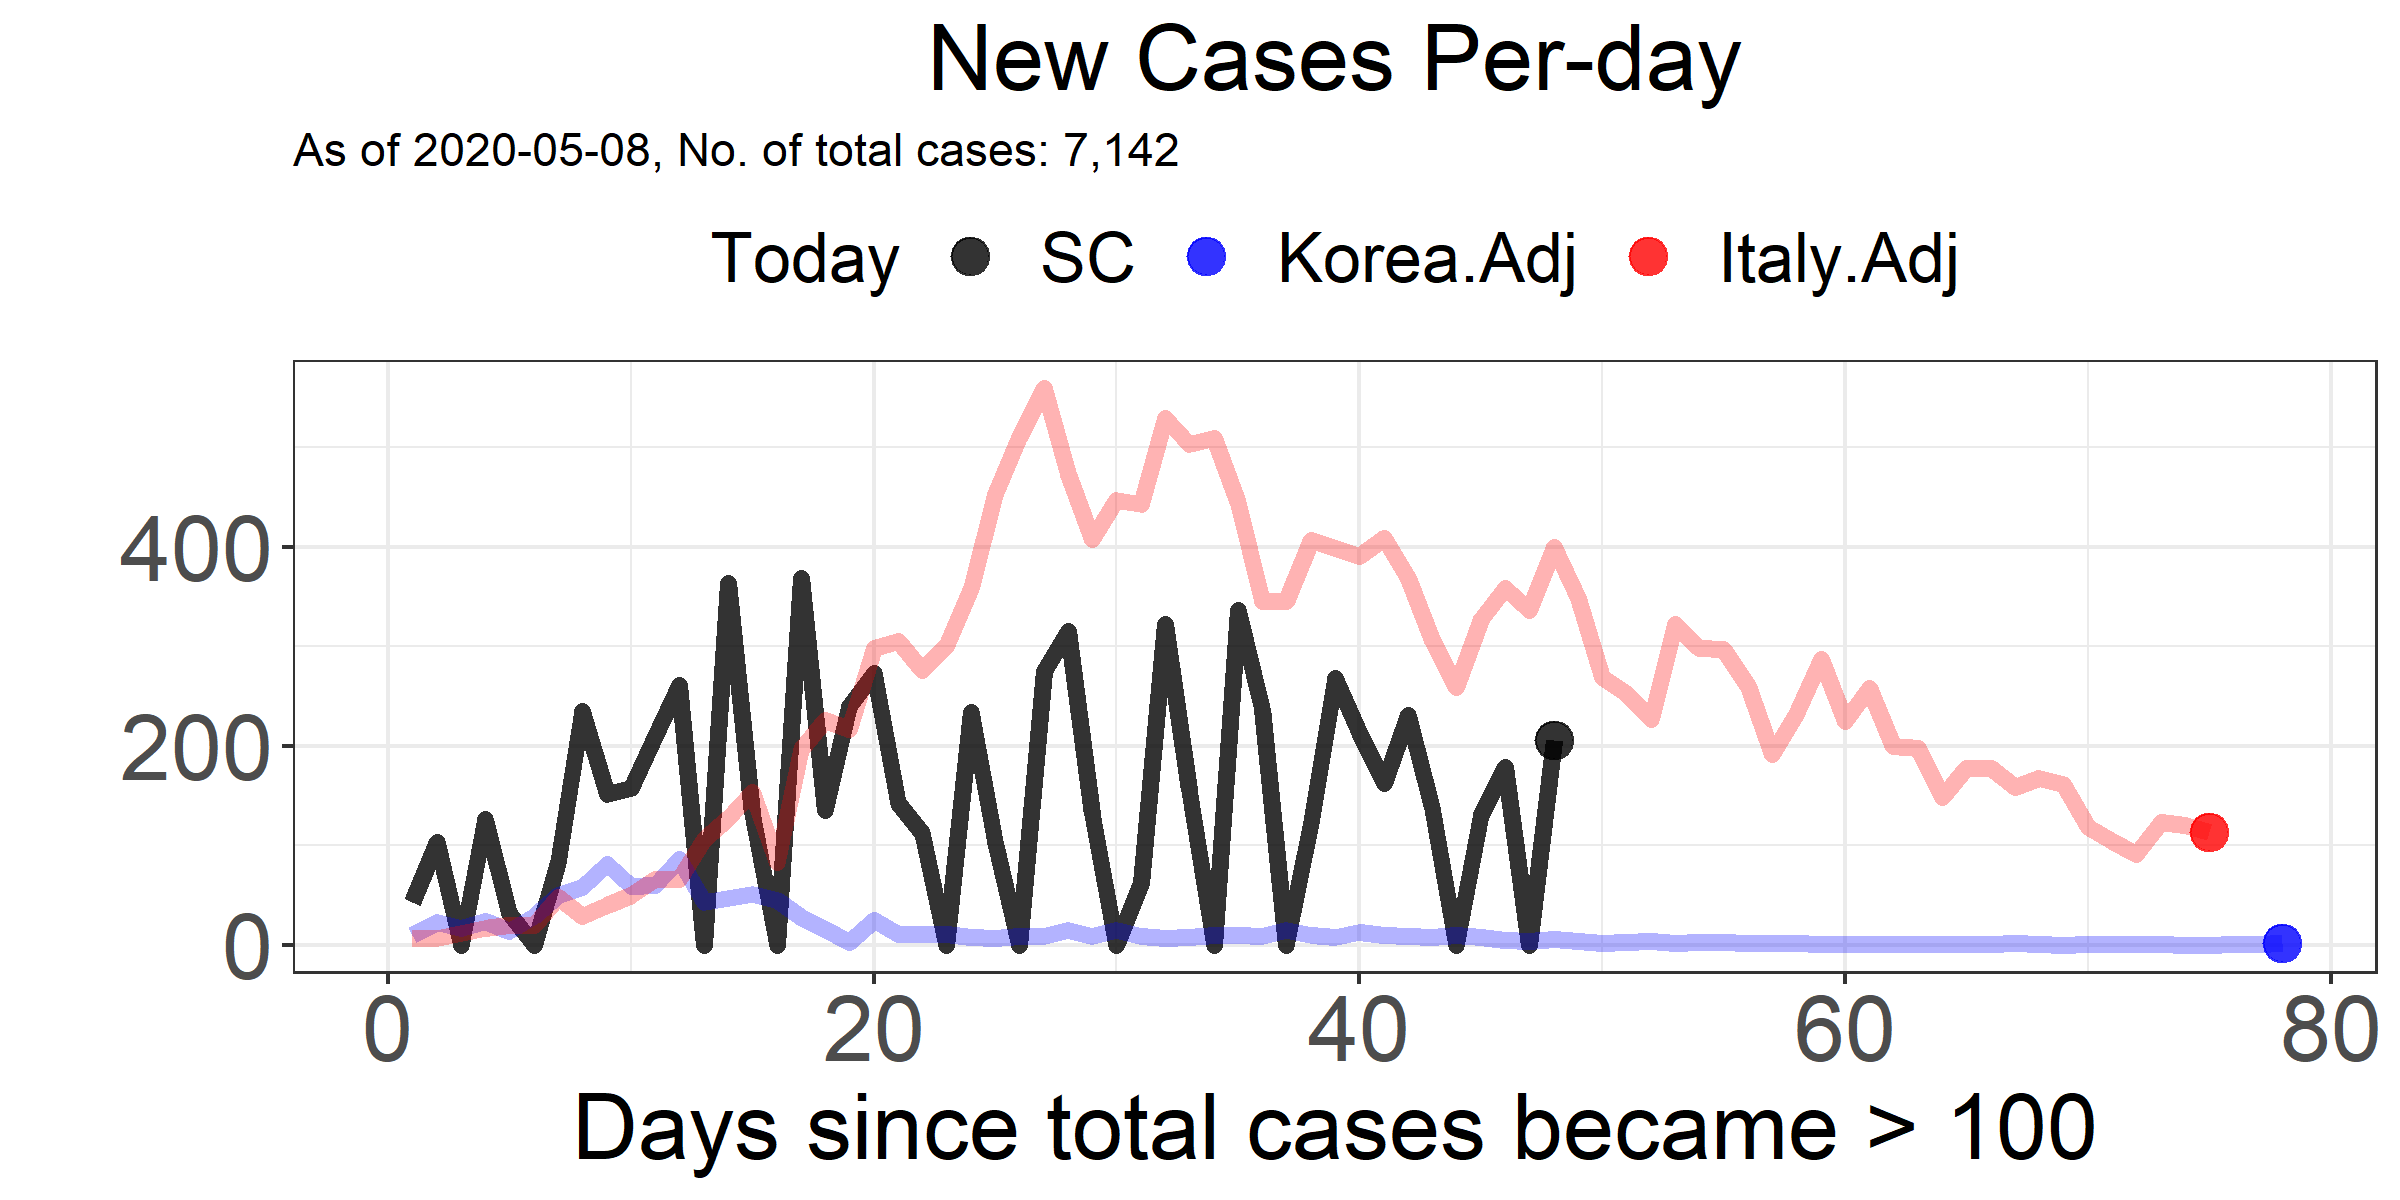 New Cases Per-day
As of 2020-05-08, No. of total cases: 7,142
Today SC Korea.Adj Italy.Adj
400
200
0
0 20 40 60 80
Days since total cases became > 100